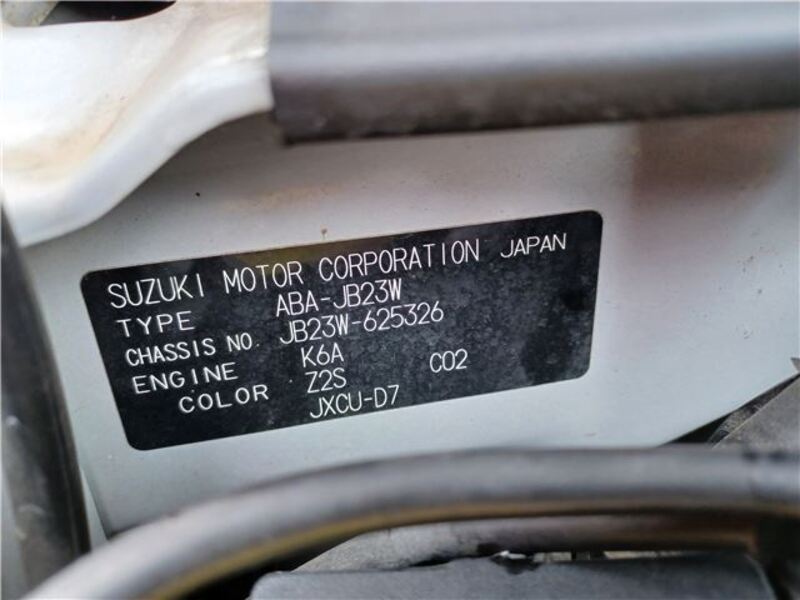 SUZUKI MOTOR CORPORATION JAPAN
TYPE ABA-JB23W
CHASSIS NO. JB23W-625326
ENGINE K6A
COLOR Z2S C02
JXCU-D7